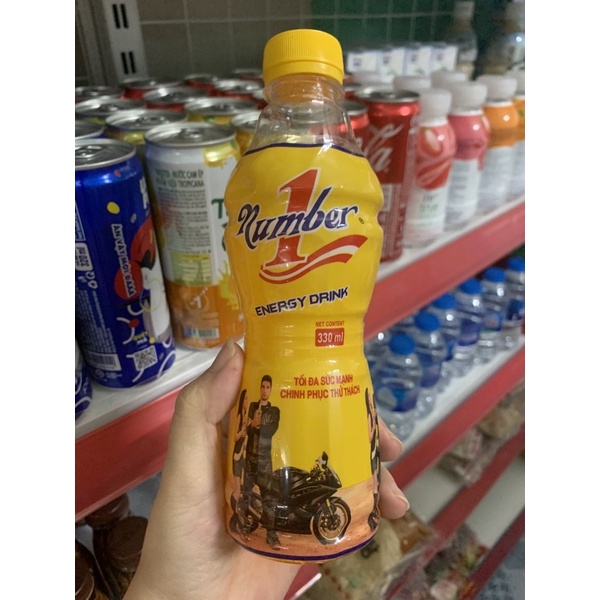 Number 1
ENERGY DRINK
NET CONTENT
330 ml
TỐI ĐA SỨC MẠNH
CHINH PHỤC THỬ THÁCH